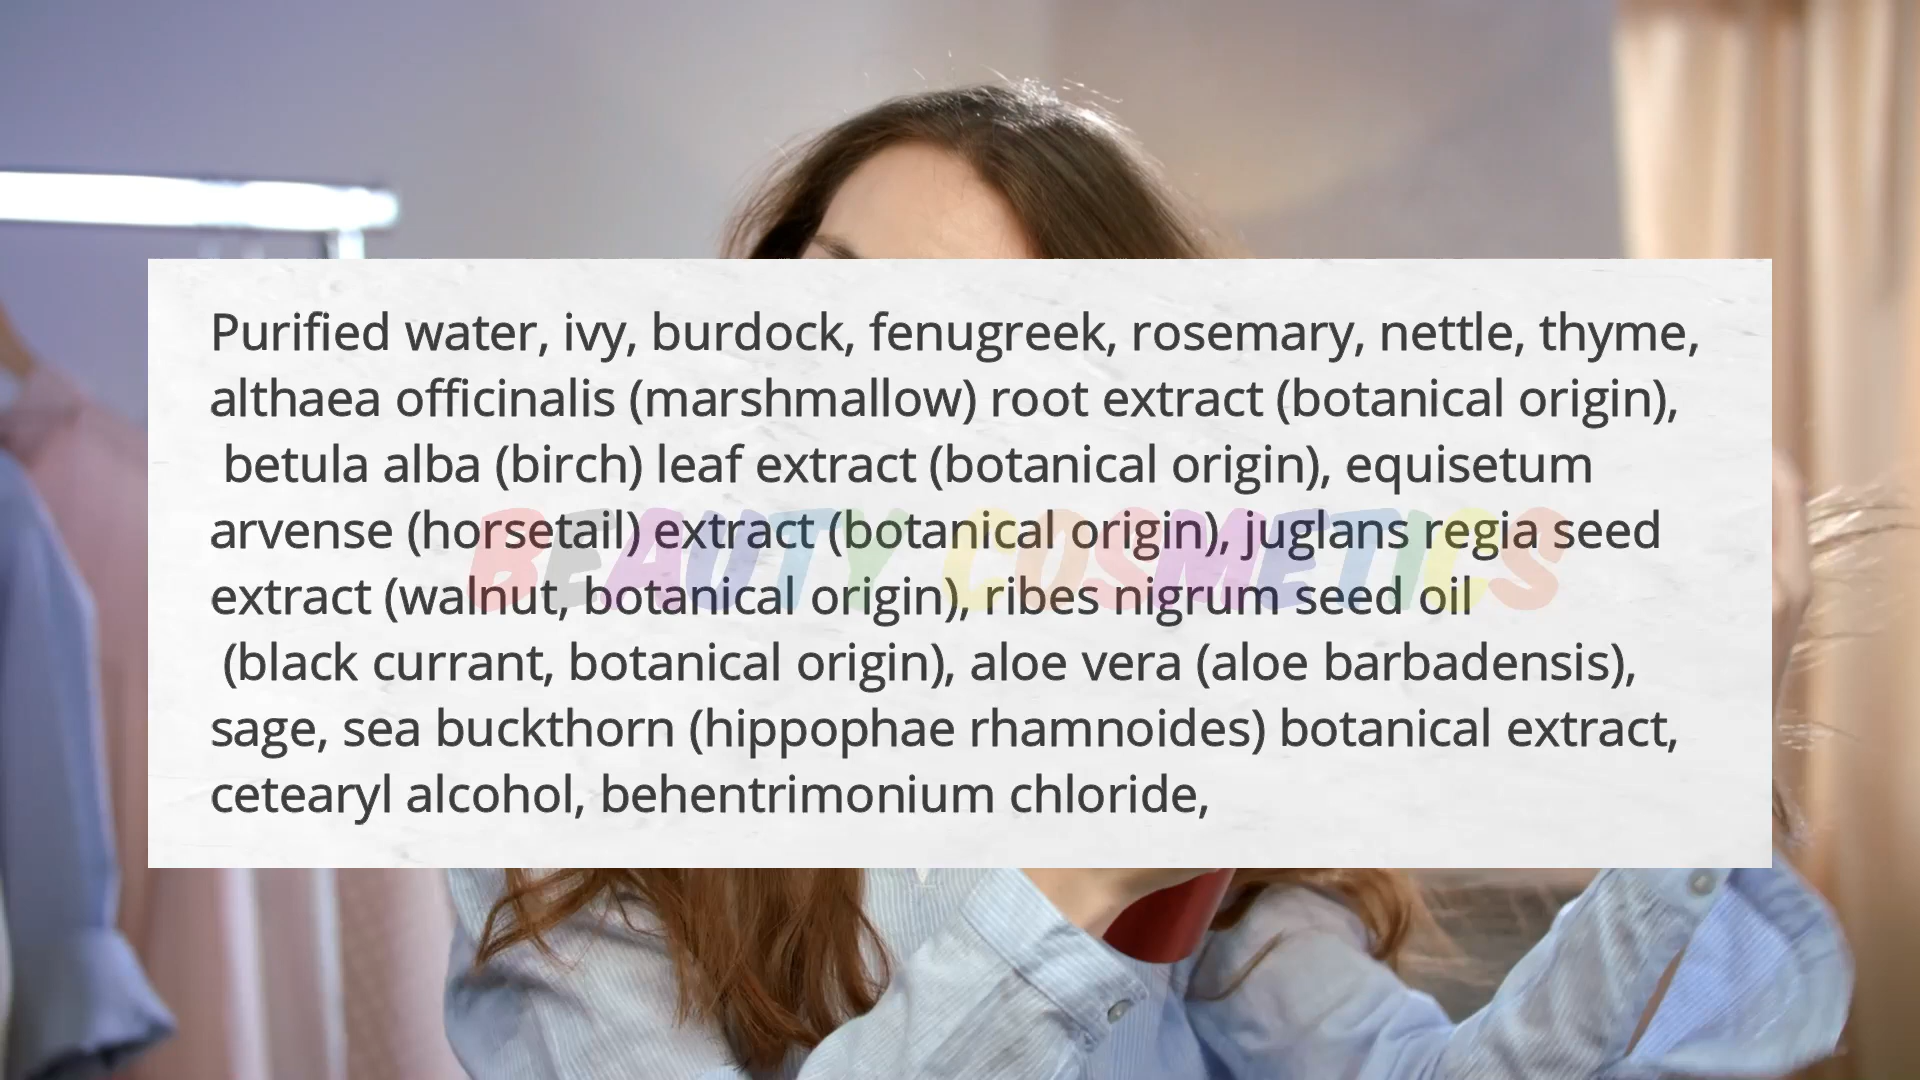 Purified water, ivy, burdock, fenugreek, rosemary, nettle, thyme,
althaea officinalis (marshmallow) root extract (botanical origin),
betula alba (birch) leaf extract (botanical origin), equisetum
arvense (horsetail) extract (botanical origin), juglans regia seed
extract (walnut, botanical origin), ribes nigrum seed oil
(black currant, botanical origin), aloe vera (aloe barbadensis),
sage, sea buckthorn (hippophae rhamnoides) botanical extract,
cetearyl alcohol, behentrimonium chloride,
BEAUTY COSMETICS